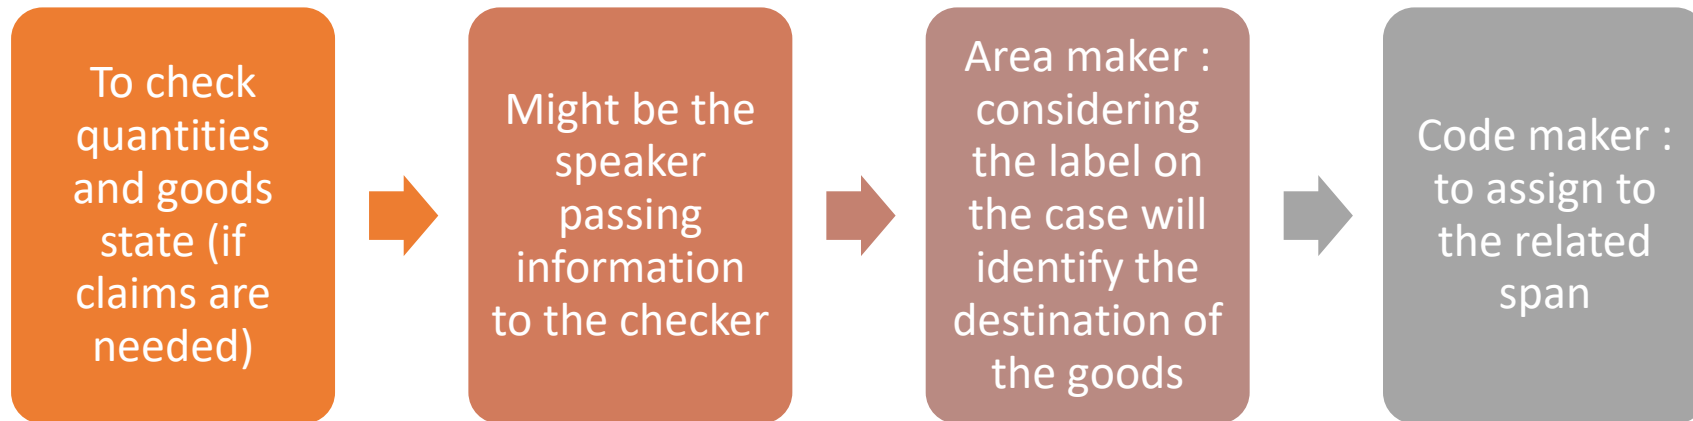 To check
quantities
and goods
state (if
claims are
needed)
Might be the
speaker
passing
information
to the checker
Area maker :
considering
the label on
the case will
identify the
destination of
the goods
Code maker :
to assign to
the related
span